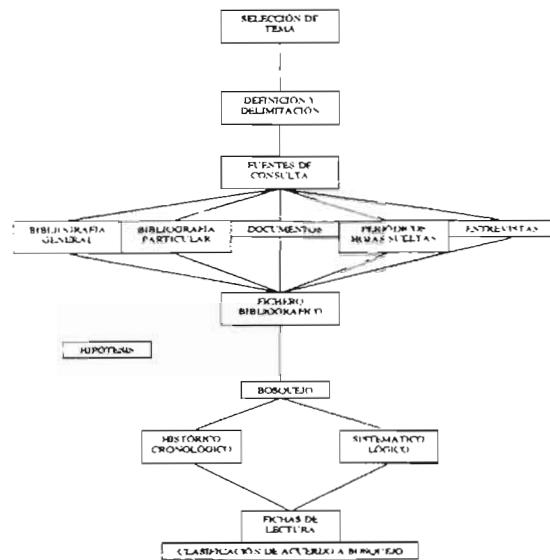 SELECCIÓN DE
TEMA
DEFINICIÓN Y
DELIMITACIÓN
FUENTES DE
CONSULTA
BIBLIOGRAFÍA
GENERAL
BIBLIOGRAFÍA
PARTICULAR
DOCUMENTOS
PERIÓDICOS
HOJAS SUELTAS
ENTREVISTAS
FICHERO
BIBLIOGRÁFICO
HIPÓTESIS
BOSQUEJO
HISTÓRICO
CRONOLÓGICO
SISTEMÁTICO
LÓGICO
FICHAS DE
LECTURA
CLASIFICACIÓN DE ACUERDO A BOSQUEJO